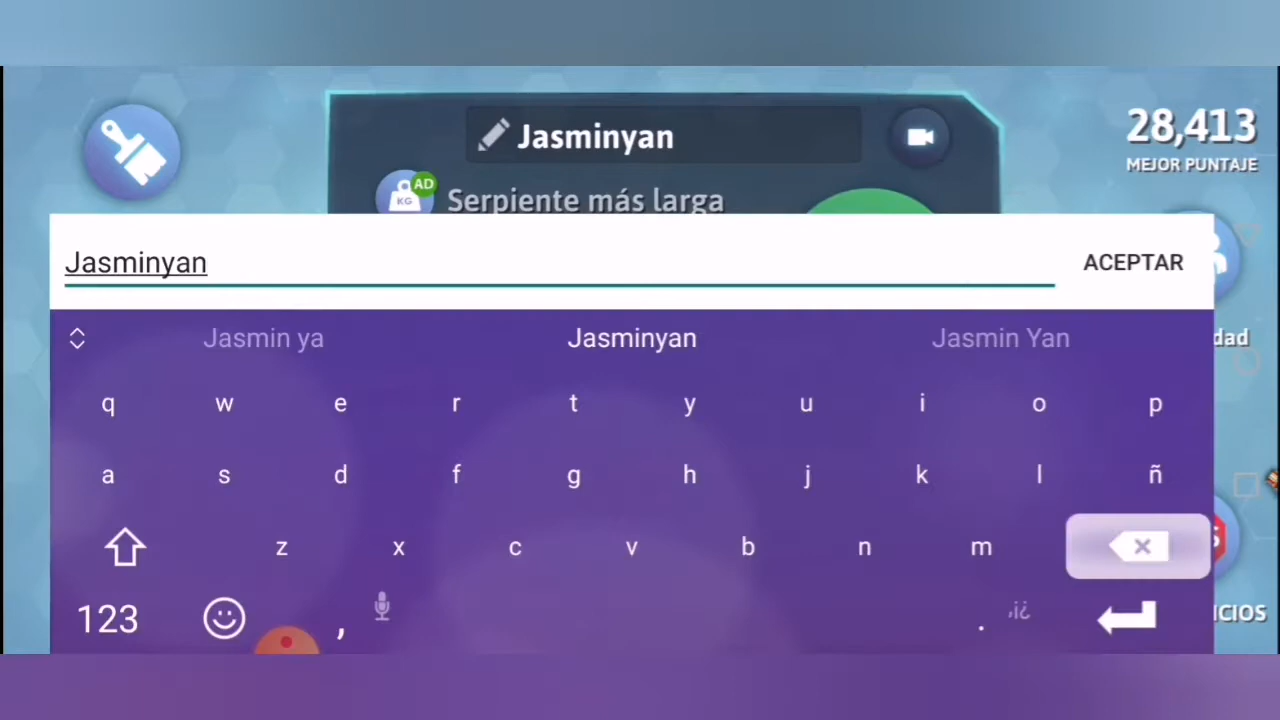 Jasminyan
28,413
MEJOR PUNTAJE
AD
KG
Serpiente más larga
Jasminyan
ACEPTAR
Jasmin ya Jasminyan Jasmin Yan
dad
q w e r t y u i o p
a s d f g h j k l ñ
z x c v b n m
123 , . ,¡¿
ICIOS